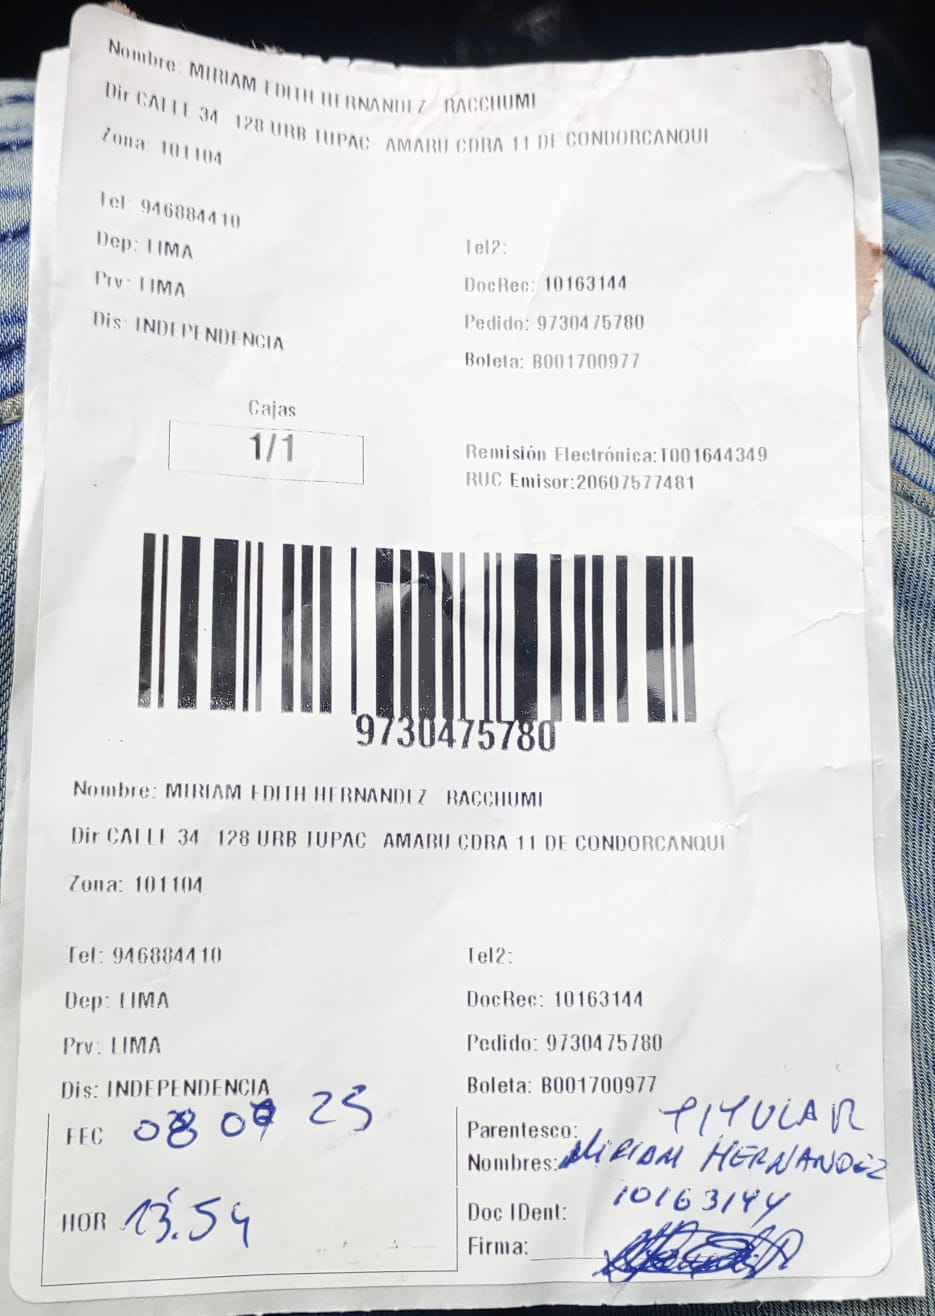 Nombre: MIRIAM EDITH HERNANDEZ RACCHUMI
Dir CALLE 34 128 URB TUPAC AMARU CDRA 11 DE CONDORCANQUI
Zona: 101104
Tel: 946884410
Tel2:
Dep: LIMA
DocRec: 10163144
Prv: LIMA
Pedido: 9730475780
Dis: INDEPENDENCIA
Boleta: B001700977
Cajas
1/1
Remisión Electrónica:T001644349
RUC Emisor:20607577481
9730475780
Nombre: MIRIAM EDITH HERNANDEZ RACCHUMI
Dir CALLE 34 128 URB TUPAC AMARU CDRA 11 DE CONDORCANQUI
Zona: 101104
Tel: 946884410
Tel2:
Dep: LIMA
DocRec: 10163144
Prv: LIMA
Pedido: 9730475780
Dis: INDEPENDENCIA
Boleta: B001700977
FEC 08 25
Parentesco: TITULAR
Nombres: MIRIAM HERNANDEZ
HOR 13:54
Doc IDent: 10163144
Firma: